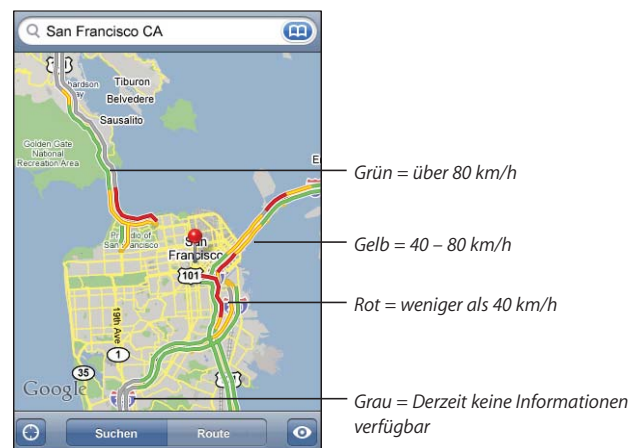 San Francisco CA
Tiburon
Belvedere
Sausalito
Golden Gate
National
Recreation Area
Grün = über 80 km/h
Gelb = 40 – 80 km/h
San
Francisco
101
Rot = weniger als 40 km/h
19th Ave
1
35
Google
Grau = Derzeit keine Informationen
verfügbar
Suchen
Route